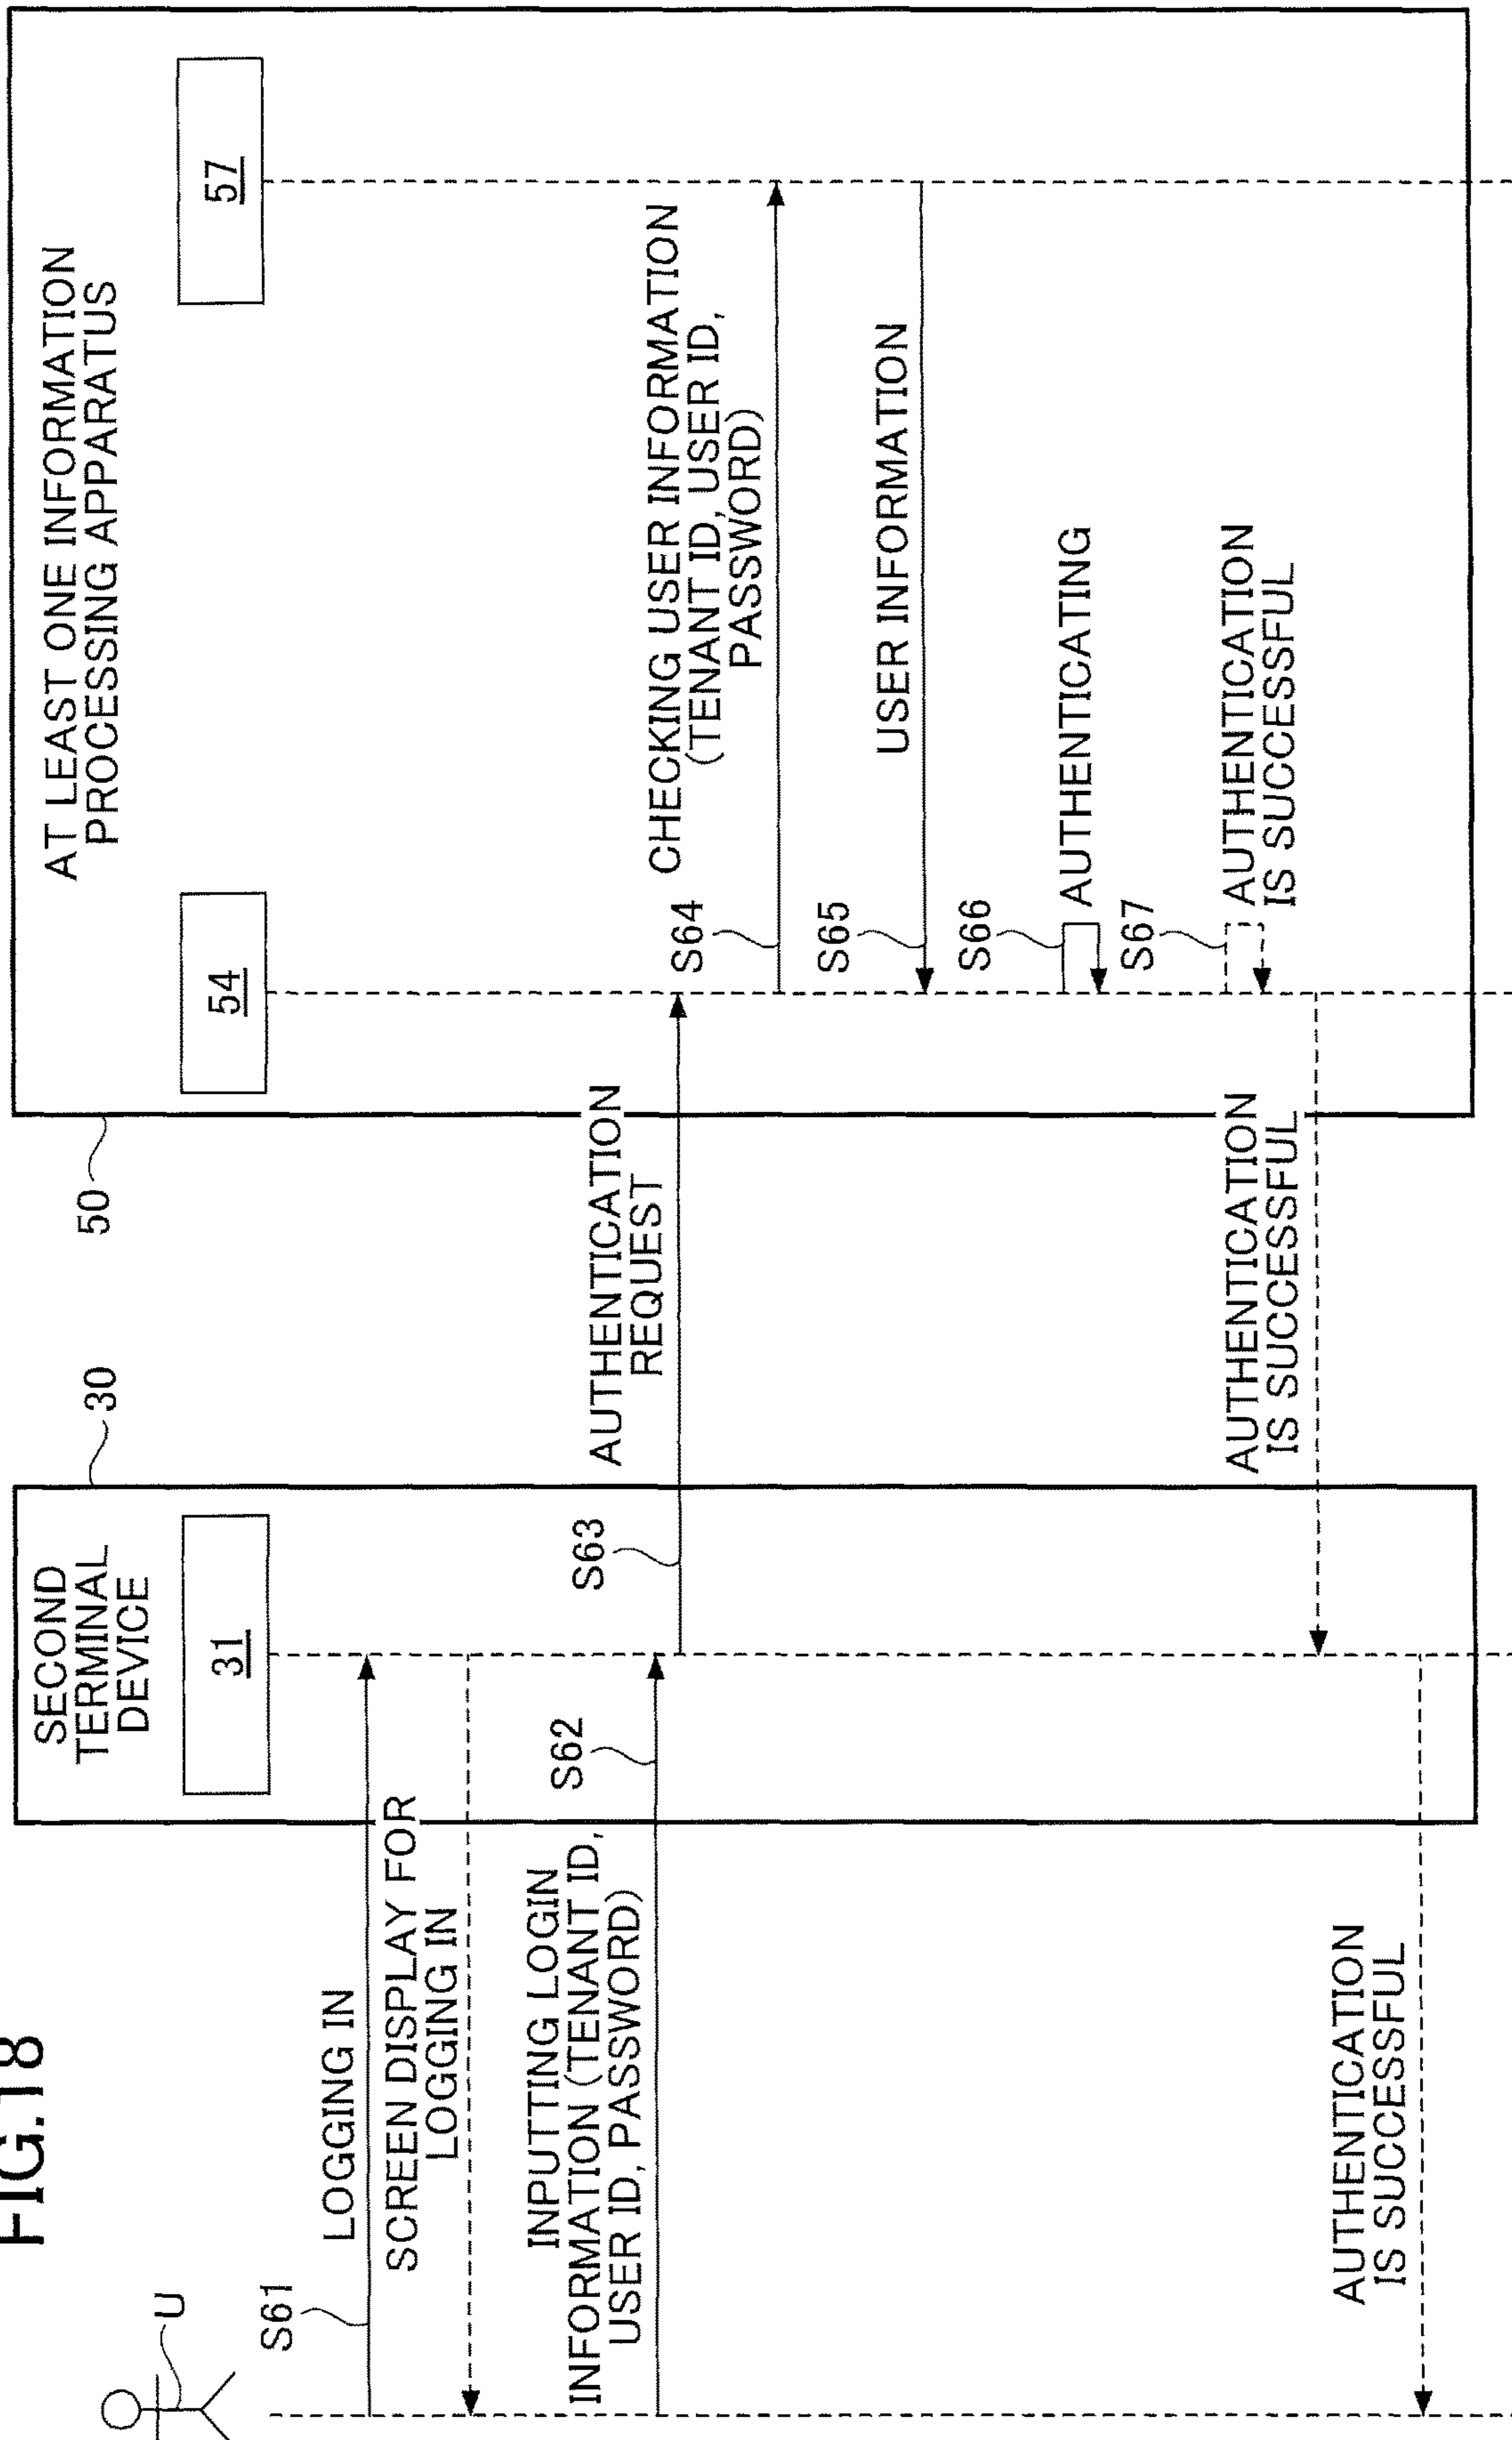 FIG.18
U
SECOND
TERMINAL
DEVICE
30
31
50
AT LEAST ONE INFORMATION
PROCESSING APPARATUS
54
57
S61
LOGGING IN
SCREEN DISPLAY FOR
LOGGING IN
INPUTTING LOGIN
INFORMATION (TENANT ID,
USER ID, PASSWORD)
S62
S63
AUTHENTICATION
REQUEST
S64
CHECKING USER INFORMATION
(TENANT ID, USER ID,
PASSWORD)
S65
USER INFORMATION
S66
AUTHENTICATING
S67
AUTHENTICATION
IS SUCCESSFUL
AUTHENTICATION
IS SUCCESSFUL
AUTHENTICATION
IS SUCCESSFUL